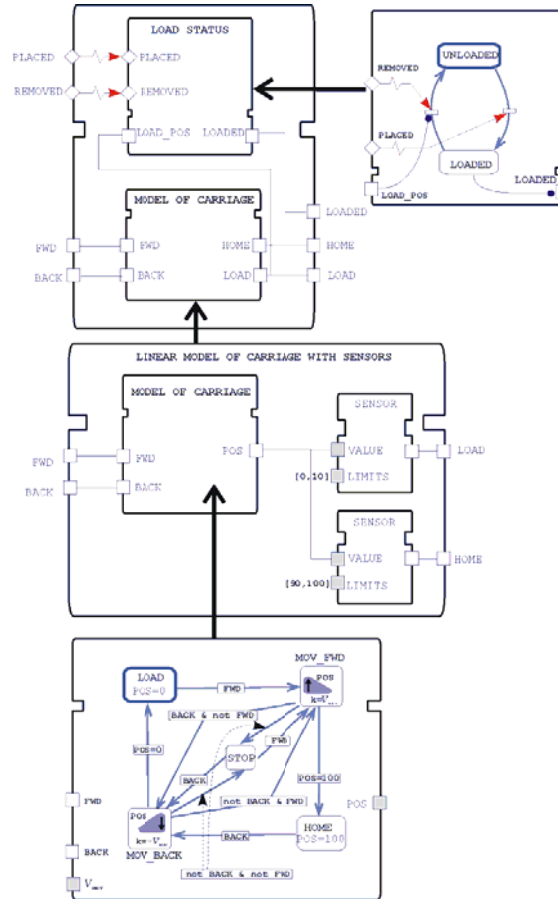 LOAD STATUS
PLACED
PLACED
REMOVED
REMOVED
LOAD_POS
LOADED
MODEL OF CARRIAGE
LOADED
FWD
FWD
HOME
HOME
BACK
BACK
LOAD
LOAD
UNLOADED
REMOVED
PLACED
LOADED
LOADED
LOAD_POS
LINEAR MODEL OF CARRIAGE WITH SENSORS
MODEL OF CARRIAGE
SENSOR
POS
VALUE
LOAD
FWD
FWD
[0,10]
LIMITS
BACK
BACK
SENSOR
VALUE
HOME
[90,100]
LIMITS
MOV_FWD
LOAD
POS=0
FWD
POS
BACK & not FWD
FWD
STOP
POS=0
BACK
POS=100
not BACK & FWD
FWD
POS
POS
HOME
POS=100
BACK
BACK
MOV_BACK
not BACK & not FWD